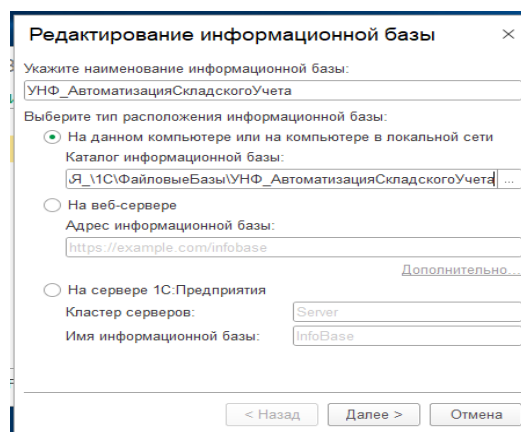 Редактирование информационной базы
Укажите наименование информационной базы:
УНФ_АвтоматизацияСкладскогоУчета
Выберите тип расположения информационной базы:
На данном компьютере или на компьютере в локальной сети
Каталог информационной базы:
Я_\1С\ФайловыеБазы\УНФ_АвтоматизацияСкладскогоУчета ...
На веб-сервере
Адрес информационной базы:
https://example.com/infobase
Дополнительно...
На сервере 1С:Предприятия
Кластер серверов: Server
Имя информационной базы: InfoBase
< Назад Далее > Отмена